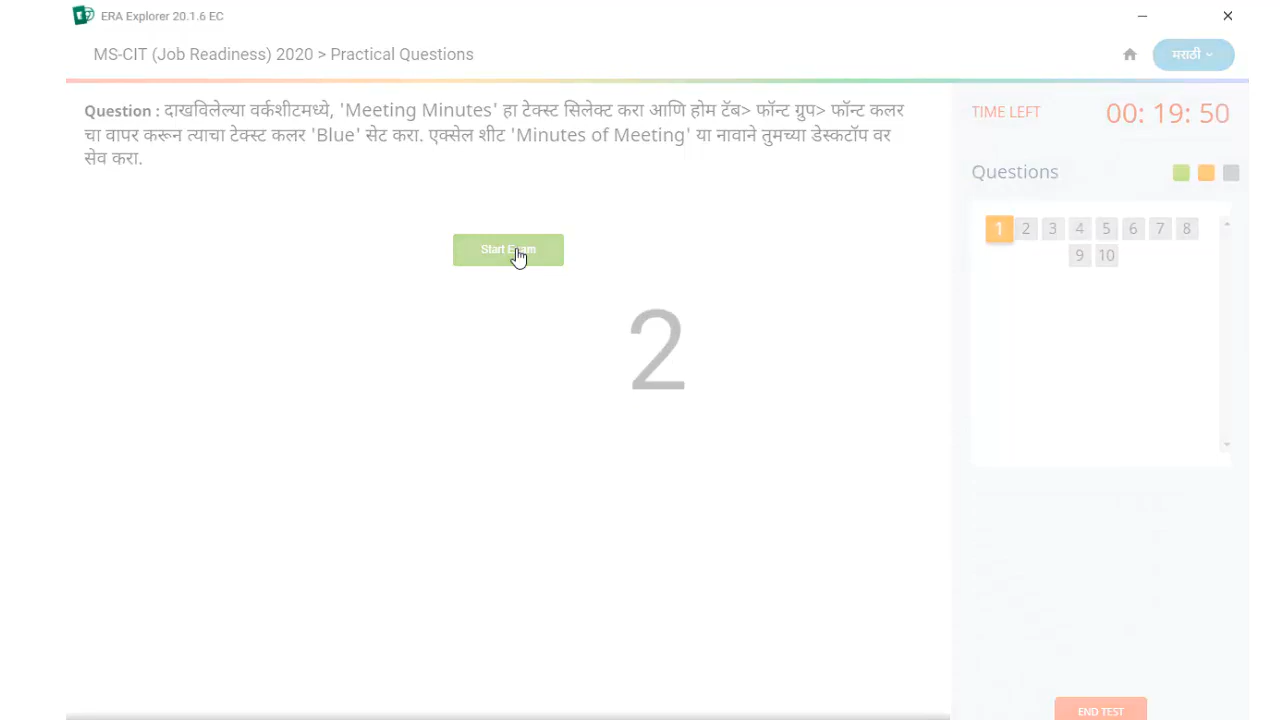 ERA Explorer 20.1.6 EC
MS-CIT (Job Readiness) 2020 > Practical Questions
मराठी
Question : दाखविलेल्या वर्कशीटमध्ये, 'Meeting Minutes' हा टेक्स्ट सिलेक्ट करा आणि होम टॅब> फॉन्ट ग्रुप> फॉन्ट कलर
चा वापर करून त्याचा टेक्स्ट कलर 'Blue' सेट करा. एक्सेल शीट 'Minutes of Meeting' या नावाने तुमच्या डेस्कटॉप वर
सेव करा.
Start Exam
2
TIME LEFT 00: 19: 50
Questions
1 2 3 4 5 6 7 8
9 10
END TEST